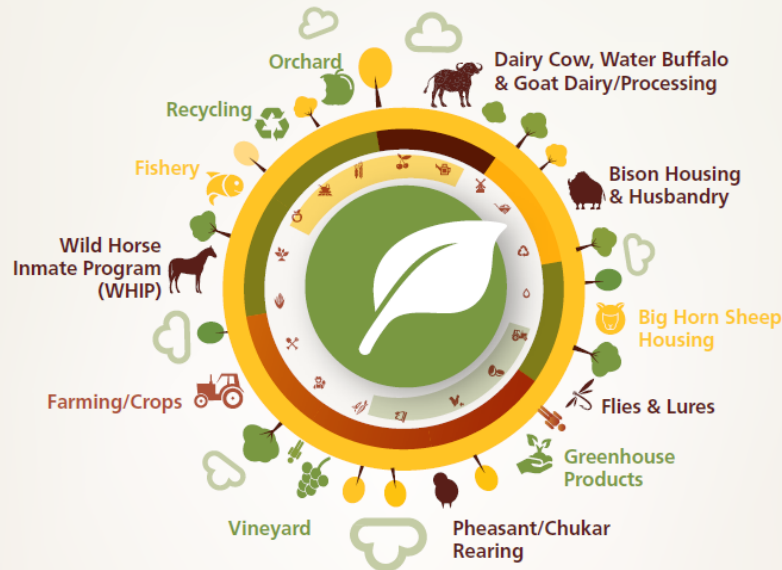 Orchard
Dairy Cow, Water Buffalo
& Goat Dairy/Processing
Recycling
Fishery
Bison Housing
& Husbandry
Wild Horse
Inmate Program
(WHIP)
Big Horn Sheep
Housing
Farming/Crops
Flies & Lures
Greenhouse
Products
Vineyard
Pheasant/Chukar
Rearing